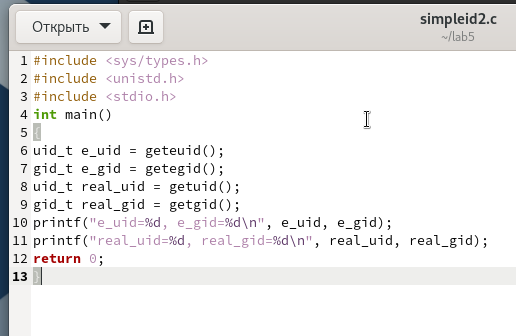 Открыть
simpleid2.c
~/lab5
1 #include <sys/types.h>
2 #include <unistd.h>
3 #include <stdio.h>
4 int main()
5 {
6 uid_t e_uid = geteuid();
7 gid_t e_gid = getegid();
8 uid_t real_uid = getuid();
9 gid_t real_gid = getgid();
10 printf("e_uid=%d, e_gid=%d\n", e_uid, e_gid);
11 printf("real_uid=%d, real_gid=%d\n", real_uid, real_gid);
12 return 0;
13 }